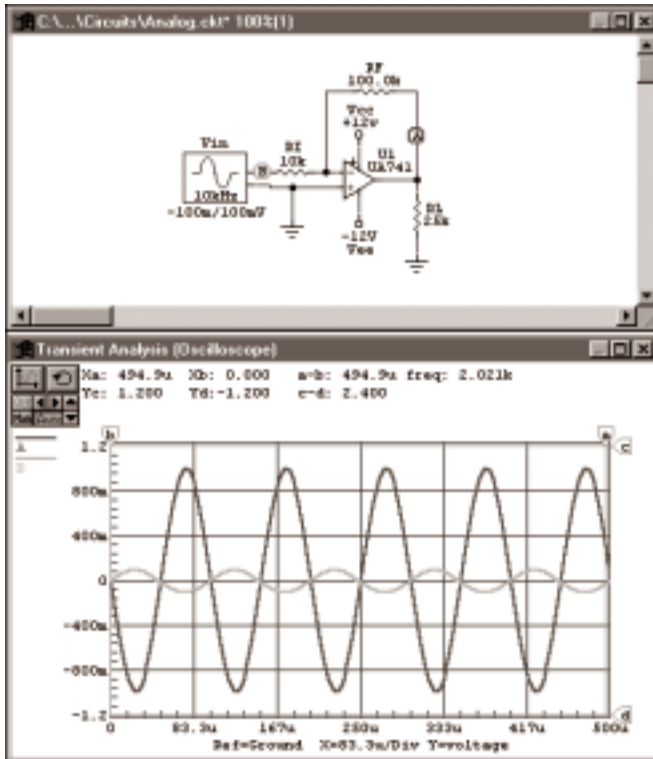 C:\...\Circuits\Analog.ckt* 100%(1)
RF
100.0k
Vcc
+12v
A
Vin
B
RI
10k
U1
UA741
10kHz
-100m/100mV
RL
25k
-12V
Vee
Transient Analysis (Oscilloscope)
Xa: 494.9u Xb: 0.000 a-b: 494.9u freq: 2.021k
Yc: 1.200 Yd:-1.200 c-d: 2.400
A
b
a
c
1.2
800m
400m
0
-400m
-800m
-1.2
d
0 83.3u 167u 250u 333u 417u 500u
Ref=Ground X=83.3u/Div Y=voltage